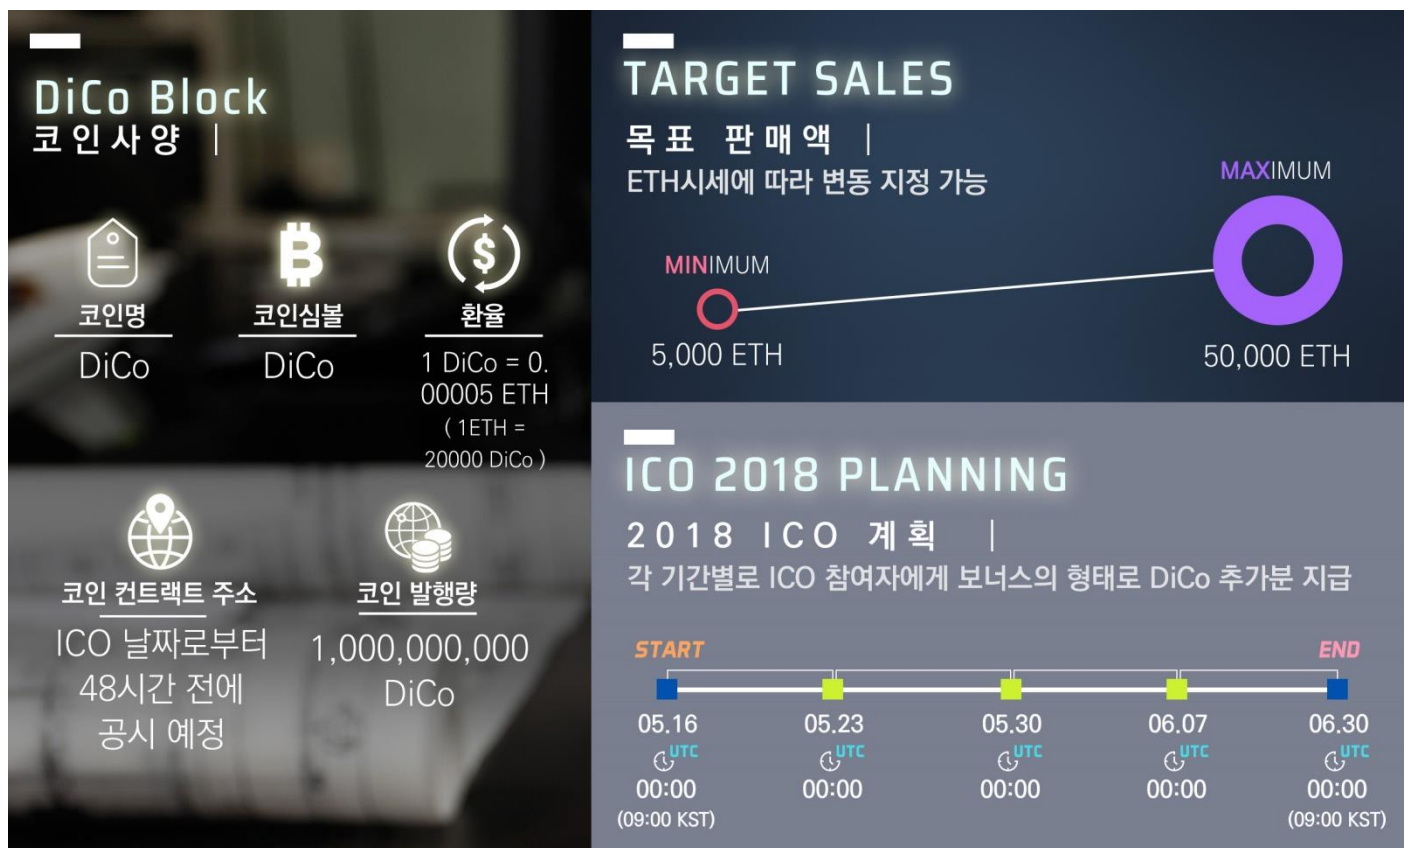 DiCo Block
코인사양 |
코인명
DiCo
코인심볼
DiCo
환율
1 DiCo = 0.
00005 ETH
( 1ETH =
20000 DiCo )
코인 컨트랙트 주소
ICO 날짜로부터
48시간 전에
공시 예정
코인 발행량
1,000,000,000
DiCo
TARGET SALES
목표 판매액 |
ETH시세에 따라 변동 지정 가능
MINIMUM
5,000 ETH
MAXIMUM
50,000 ETH
ICO 2018 PLANNING
2018 ICO 계획 |
각 기간별로 ICO 참여자에게 보너스의 형태로 DiCo 추가분 지급
START END
05.16 05.23 05.30 06.07 06.30
UTC UTC UTC UTC UTC
00:00 00:00 00:00 00:00 00:00
(09:00 KST) (09:00 KST)